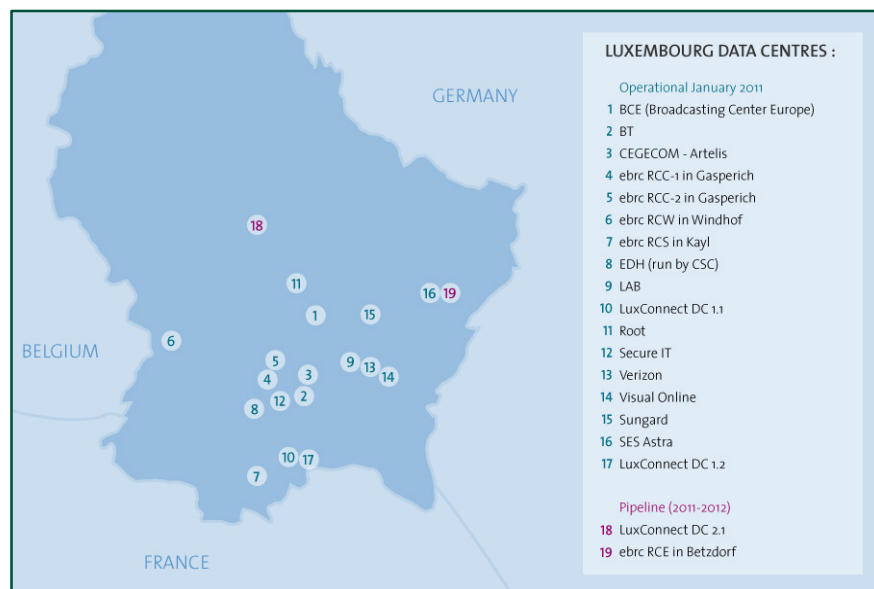 LUXEMBOURG DATA CENTRES :
Operational January 2011
1 BCE (Broadcasting Center Europe)
2 BT
3 CEGECOM - Artelis
4 ebrc RCC-1 in Gasperich
5 ebrc RCC-2 in Gasperich
6 ebrc RCW in Windhof
7 ebrc RCS in Kayl
8 EDH (run by CSC)
9 LAB
10 LuxConnect DC 1.1
11 Root
12 Secure IT
13 Verizon
14 Visual Online
15 Sungard
16 SES Astra
17 LuxConnect DC 1.2
Pipeline (2011-2012)
18 LuxConnect DC 2.1
19 ebrc RCE in Betzdorf
GERMANY
18
11
16 19
1 15
6
BELGIUM
5 9 13
4 3 14
12 2
8
10 17
7
FRANCE